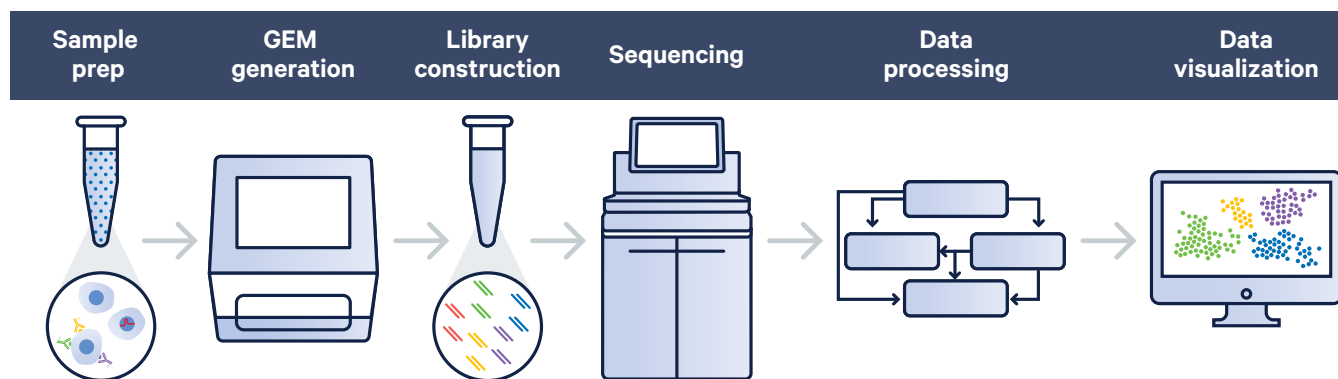 Sample
prep
GEM
generation
Library
construction
Sequencing
Data
processing
Data
visualization